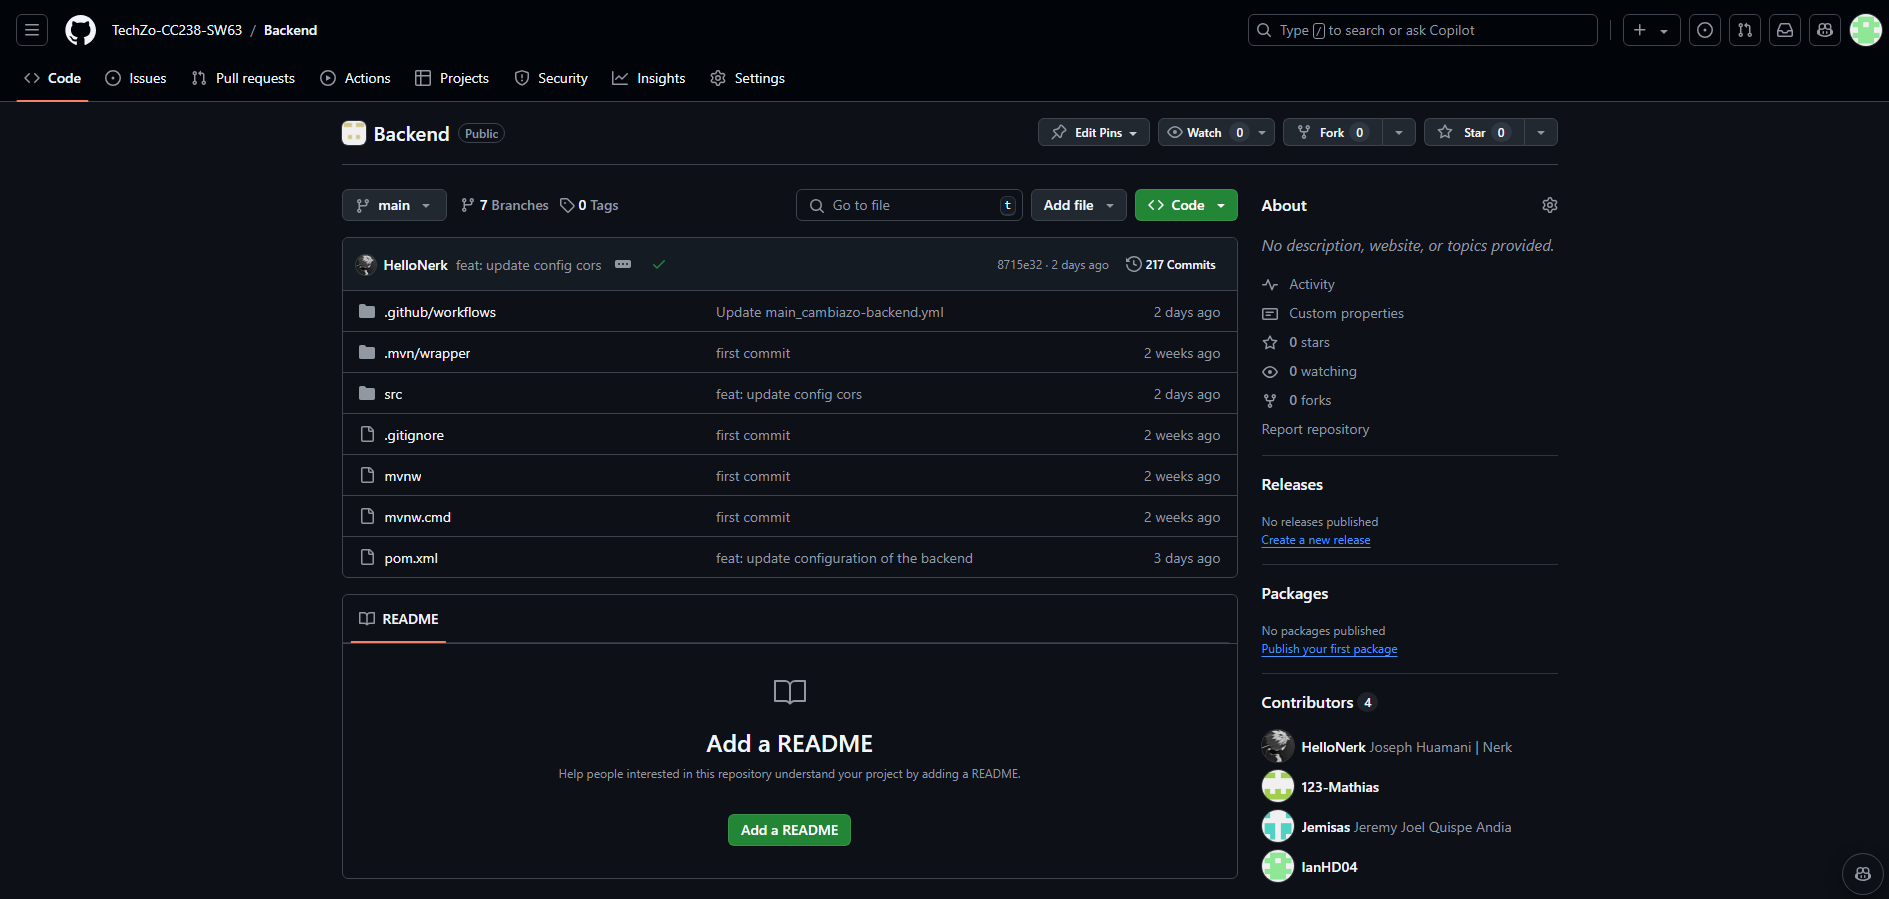 TechZo-CC238-SW63 / Backend
Type / to search or ask Copilot
Code Issues Pull requests Actions Projects Security Insights Settings
Backend Public
Edit Pins Watch 0 Fork 0 Star 0
main 7 Branches 0 Tags Go to file t Add file Code
HelloNerk feat: update config cors 8715e32 · 2 days ago 217 Commits
.github/workflows Update main_cambiazo-backend.yml 2 days ago
.mvn/wrapper first commit 2 weeks ago
src feat: update config cors 2 days ago
.gitignore first commit 2 weeks ago
mvnw first commit 2 weeks ago
mvnw.cmd first commit 2 weeks ago
pom.xml feat: update configuration of the backend 3 days ago
README
Add a README
Help people interested in this repository understand your project by adding a README.
Add a README
About
No description, website, or topics provided.
Activity
Custom properties
0 stars
0 watching
0 forks
Report repository
Releases
No releases published
Create a new release
Packages
No packages published
Publish your first package
Contributors 4
HelloNerk Joseph Huamani | Nerk
123-Mathias
Jemisas Jeremy Joel Quispe Andia
IanHD04